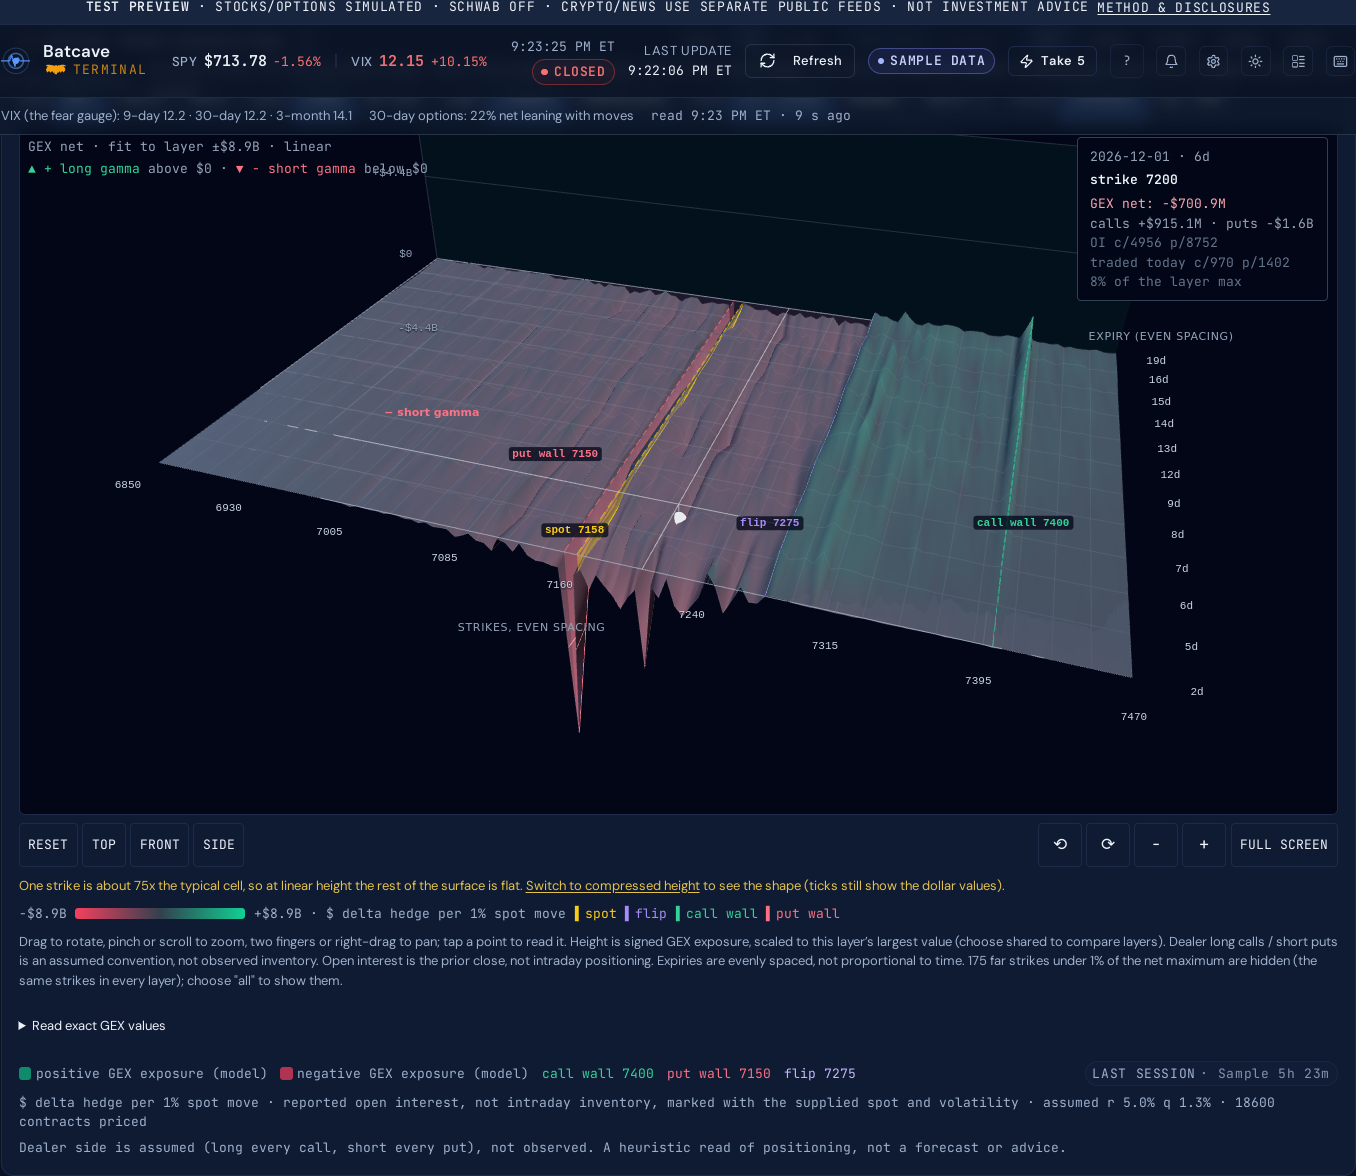 TEST PREVIEW · STOCKS/OPTIONS SIMULATED · SCHWAB OFF · CRYPTO/NEWS USE SEPARATE PUBLIC FEEDS · NOT INVESTMENT ADVICE METHOD & DISCLOSURES
Batcave
TERMINAL
SPY $713.78 -1.56%
VIX 12.15 +10.15%
9:23:25 PM ET
CLOSED
LAST UPDATE
9:22:06 PM ET
Refresh
SAMPLE DATA
Take 5
?
VIX (the fear gauge): 9-day 12.2 · 30-day 12.2 · 3-month 14.1 30-day options: 22% net leaning with moves read 9:23 PM ET · 9 s ago
GEX net · fit to layer ±$8.9B · linear
▲ + long gamma above $0 · ▼ - short gamma below $0
+$4.4B
$0
-$4.4B
2026-12-01 · 6d
strike 7200
GEX net: -$700.9M
calls +$915.1M · puts -$1.6B
OI c/4956 p/8752
traded today c/970 p/1402
8% of the layer max
EXPIRY (EVEN SPACING)
19d
16d
15d
14d
13d
12d
9d
8d
7d
6d
5d
2d
− short gamma
put wall 7150
spot 7158
flip 7275
call wall 7400
6850
6930
7005
7085
7160
7240
7315
7395
7470
STRIKES, EVEN SPACING
RESET
TOP
FRONT
SIDE
⟲
⟳
-
+
FULL SCREEN
One strike is about 75x the typical cell, so at linear height the rest of the surface is flat. Switch to compressed height to see the shape (ticks still show the dollar values).
-$8.9B +$8.9B · $ delta hedge per 1% spot move spot flip call wall put wall
Drag to rotate, pinch or scroll to zoom, two fingers or right-drag to pan; tap a point to read it. Height is signed GEX exposure, scaled to this layer's largest value (choose shared to compare layers). Dealer long calls / short puts
is an assumed convention, not observed inventory. Open interest is the prior close, not intraday positioning. Expiries are evenly spaced, not proportional to time. 175 far strikes under 1% of the net maximum are hidden (the
same strikes in every layer); choose "all" to show them.
▶ Read exact GEX values
positive GEX exposure (model) negative GEX exposure (model) call wall 7400 put wall 7150 flip 7275
LAST SESSION · Sample 5h 23m
$ delta hedge per 1% spot move · reported open interest, not intraday inventory, marked with the supplied spot and volatility · assumed r 5.0% q 1.3% · 18600
contracts priced
Dealer side is assumed (long every call, short every put), not observed. A heuristic read of positioning, not a forecast or advice.